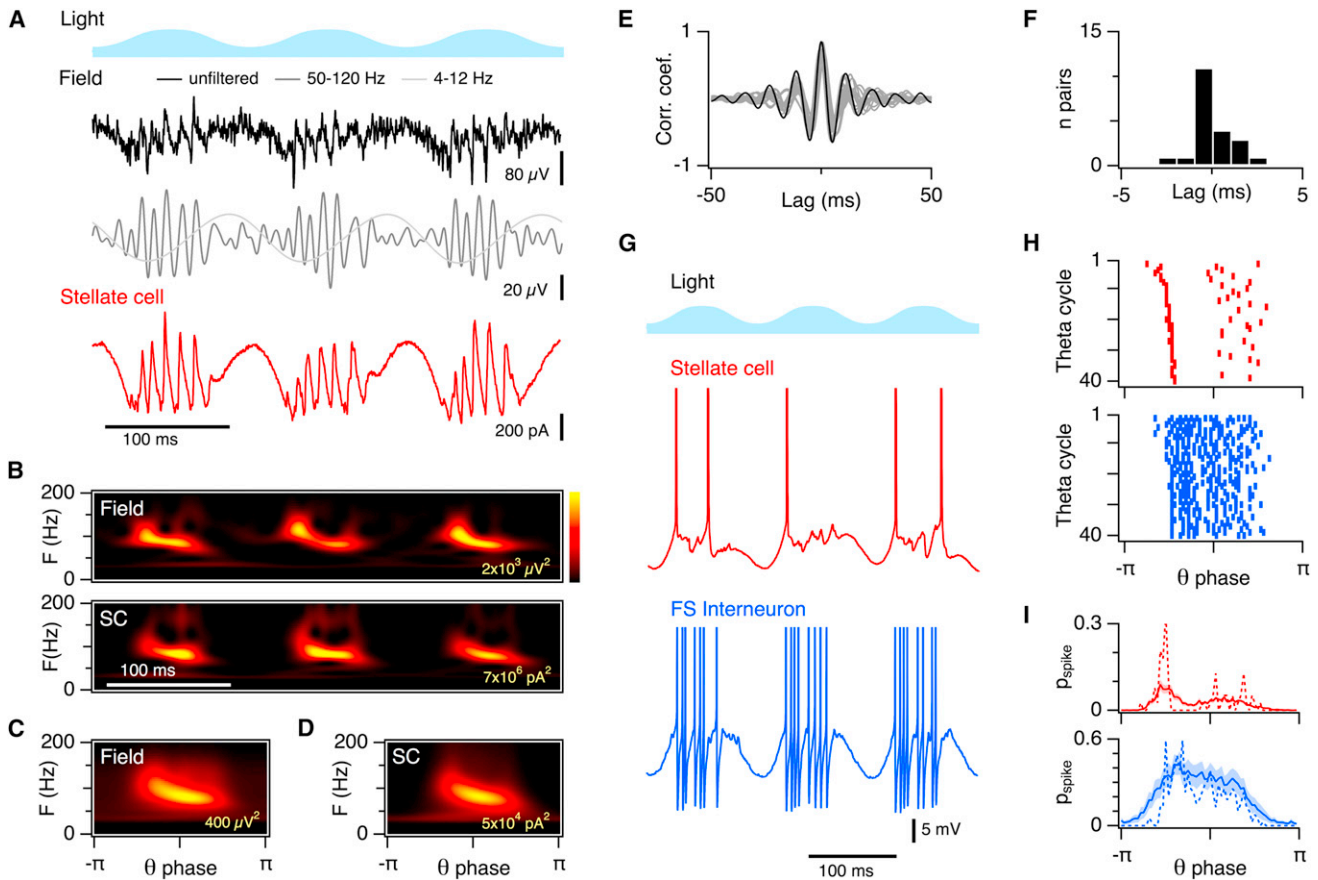 A
Light
Field
unfiltered
50-120 Hz
4-12 Hz
80 µV
20 µV
Stellate cell
200 pA
100 ms
B
F (Hz)
200
0
Field
2x10³ µV²
F(Hz)
200
0
SC
100 ms
7x10⁶ pA²
C
F (Hz)
200
0
Field
400 µV²
-π
π
θ phase
D
F (Hz)
200
0
SC
5x10⁴ pA²
-π
π
θ phase
E
Corr. coef.
1
-1
-50
50
Lag (ms)
F
n pairs
15
0
-5
5
Lag (ms)
G
Light
Stellate cell
FS Interneuron
5 mV
100 ms
H
Theta cycle
1
40
Theta cycle
1
40
-π
π
θ phase
I
pspike
0.3
0
pspike
0.6
0
-π
π
θ phase